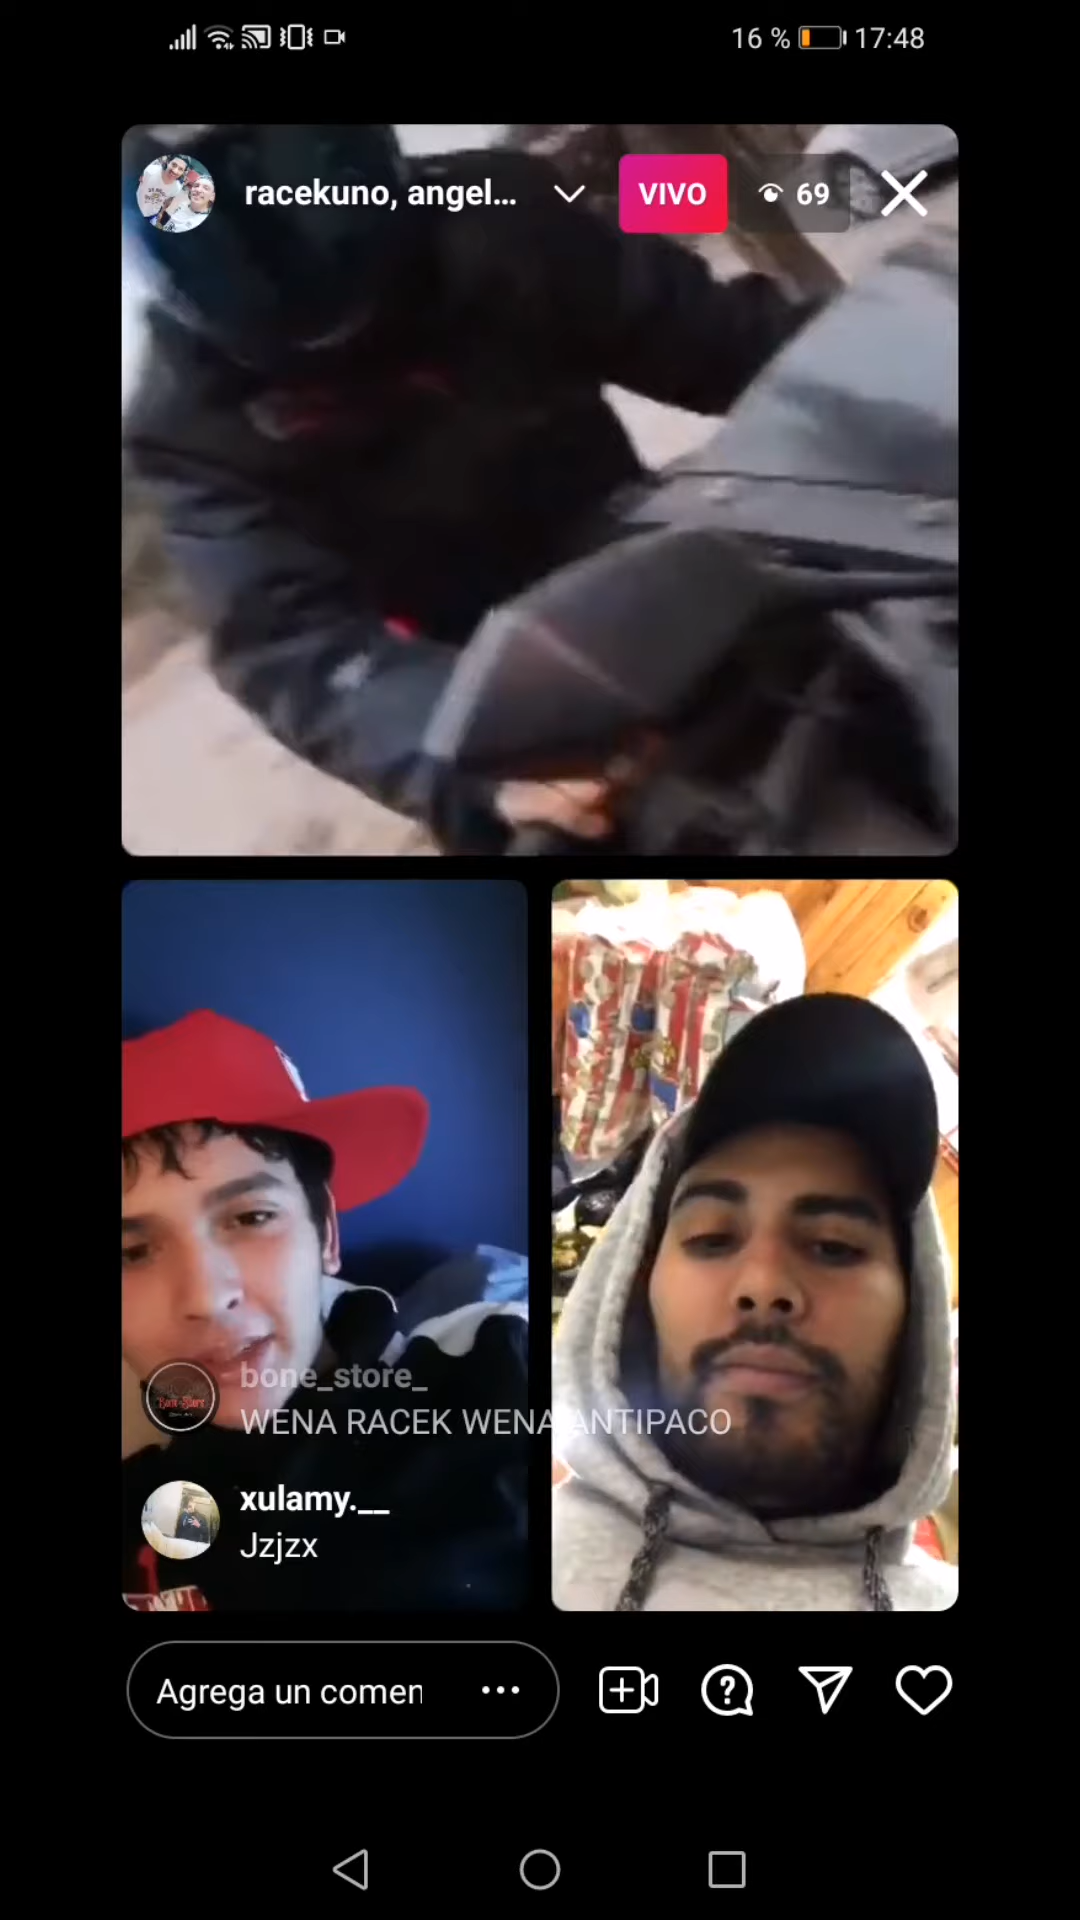 16 % 17:48
racekuno, angel... VIVO 69
bone_store_
WENA RACEK WENA ANTIPACO
xulamy.__
Jzjzx
Agrega un comen